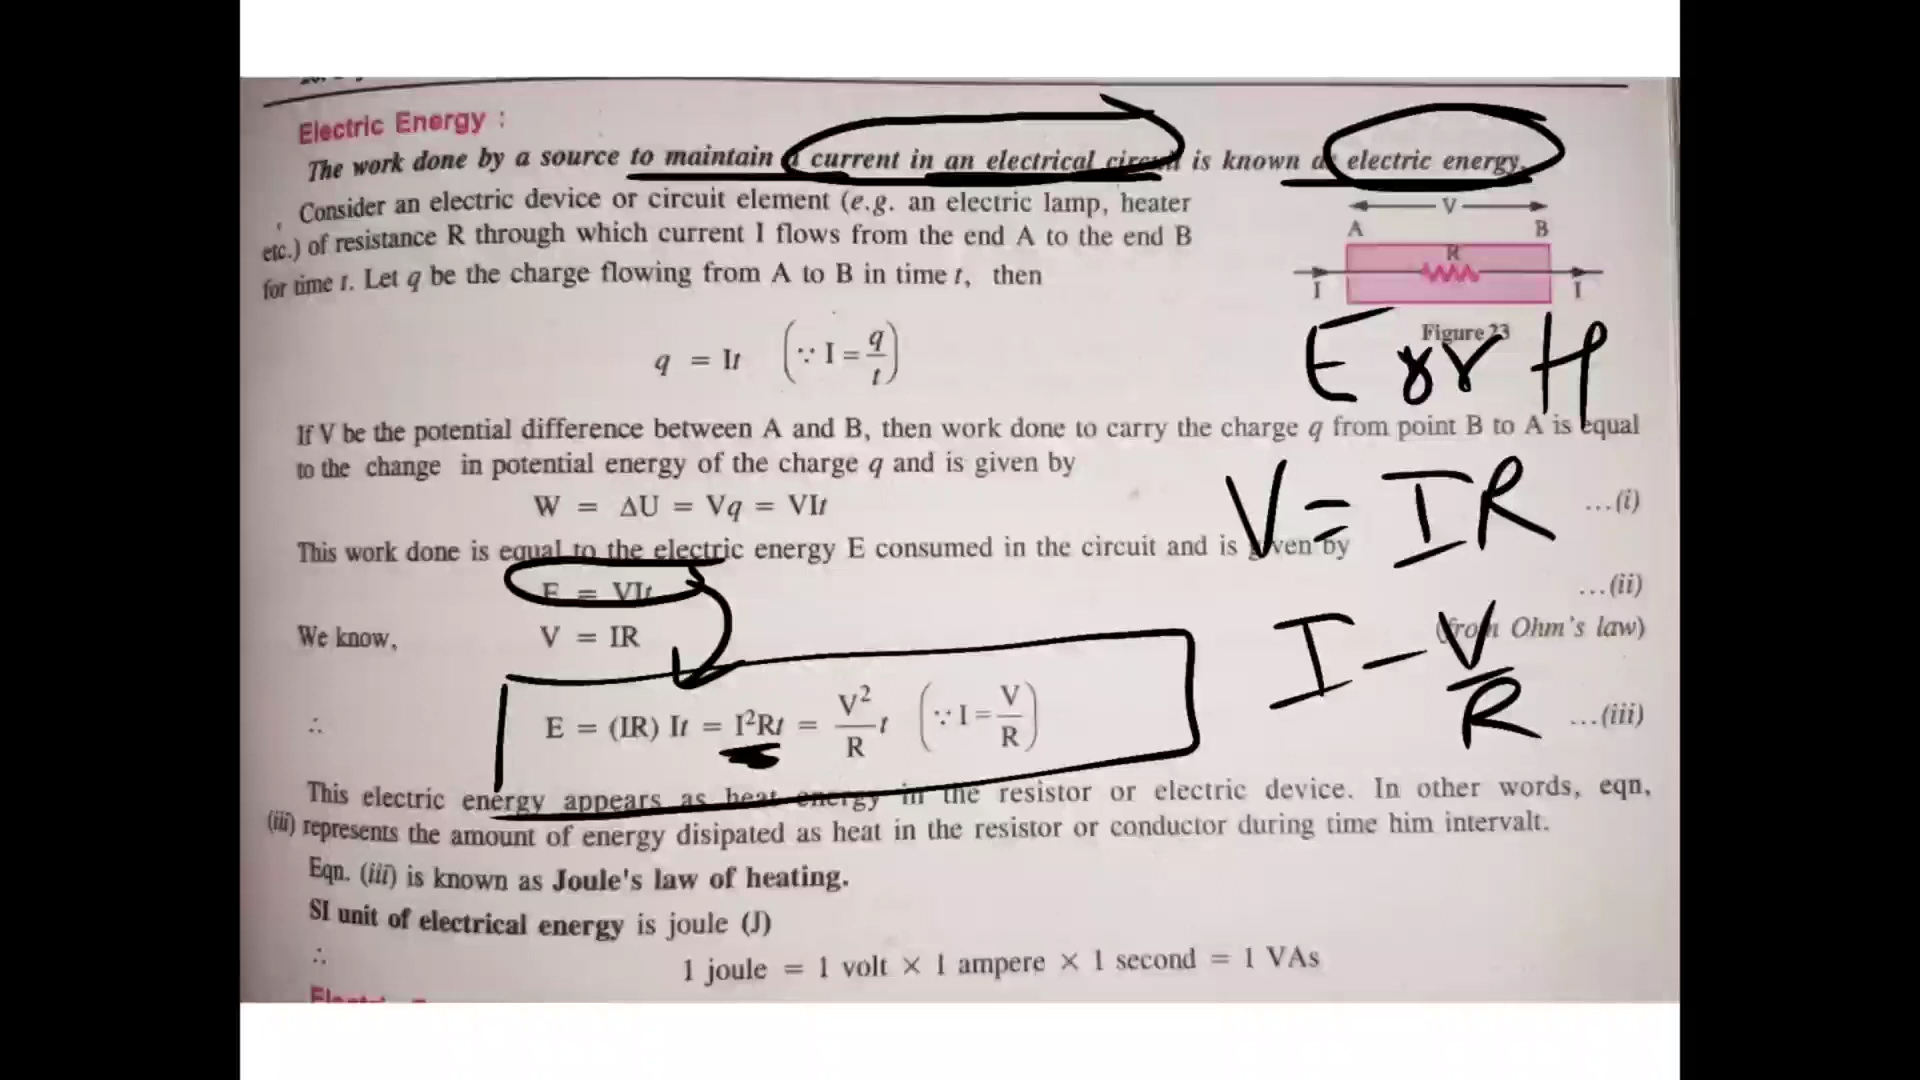 Electric Energy :
The work done by a source to maintain a current in an electrical circuit is known as electric energy.
Consider an electric device or circuit element (e.g. an electric lamp, heater
etc.) of resistance R through which current I flows from the end A to the end B
for time t. Let q be the charge flowing from A to B in time t, then
V
A B
R
I I
Figure 23
q = It (∵ I = q/t)
E or H
If V be the potential difference between A and B, then work done to carry the charge q from point B to A is equal
to the change in potential energy of the charge q and is given by
W = ΔU = Vq = VIt ...(i)
V = IR
This work done is equal to the electric energy E consumed in the circuit and is given by
E = VIt ...(ii)
We know, V = IR (from Ohm's law)
I - V/R
∴ E = (IR) It = I²Rt = V²/R t (∵ I = V/R) ...(iii)
This electric energy appears as heat energy in the resistor or electric device. In other words, eqn,
(iii) represents the amount of energy disipated as heat in the resistor or conductor during time him intervalt.
Eqn. (iii) is known as Joule's law of heating.
SI unit of electrical energy is joule (J)
∴ 1 joule = 1 volt × 1 ampere × 1 second = 1 VAs